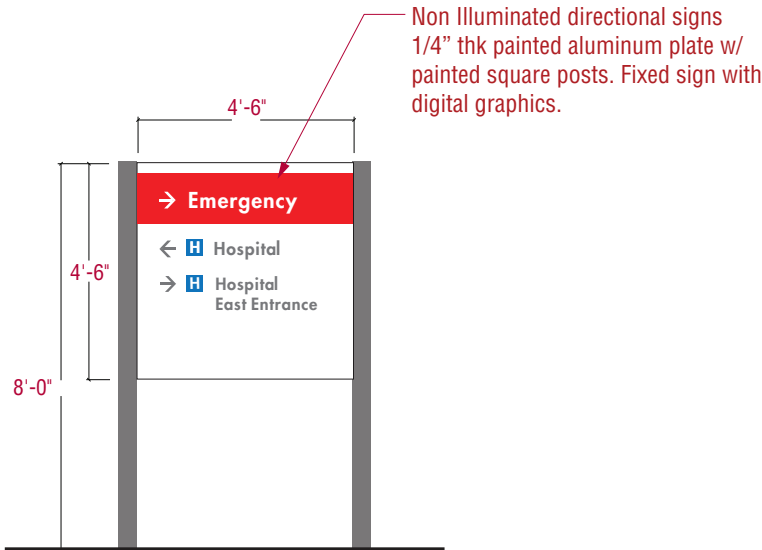 Non Illuminated directional signs
1/4” thk painted aluminum plate w/
painted square posts. Fixed sign with
digital graphics.
4'-6"
→ Emergency
← H Hospital
→ H Hospital
East Entrance
4'-6"
8'-0"